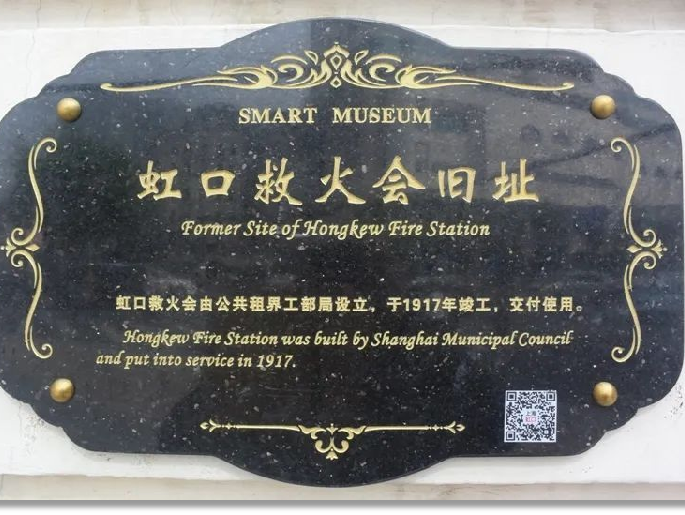 SMART MUSEUM
虹口救火会旧址
Former Site of Hongkew Fire Station
虹口救火会由公共租界工部局设立，于1917年竣工，交付使用。
Hongkew Fire Station was built by Shanghai Municipal Council
and put into service in 1917.